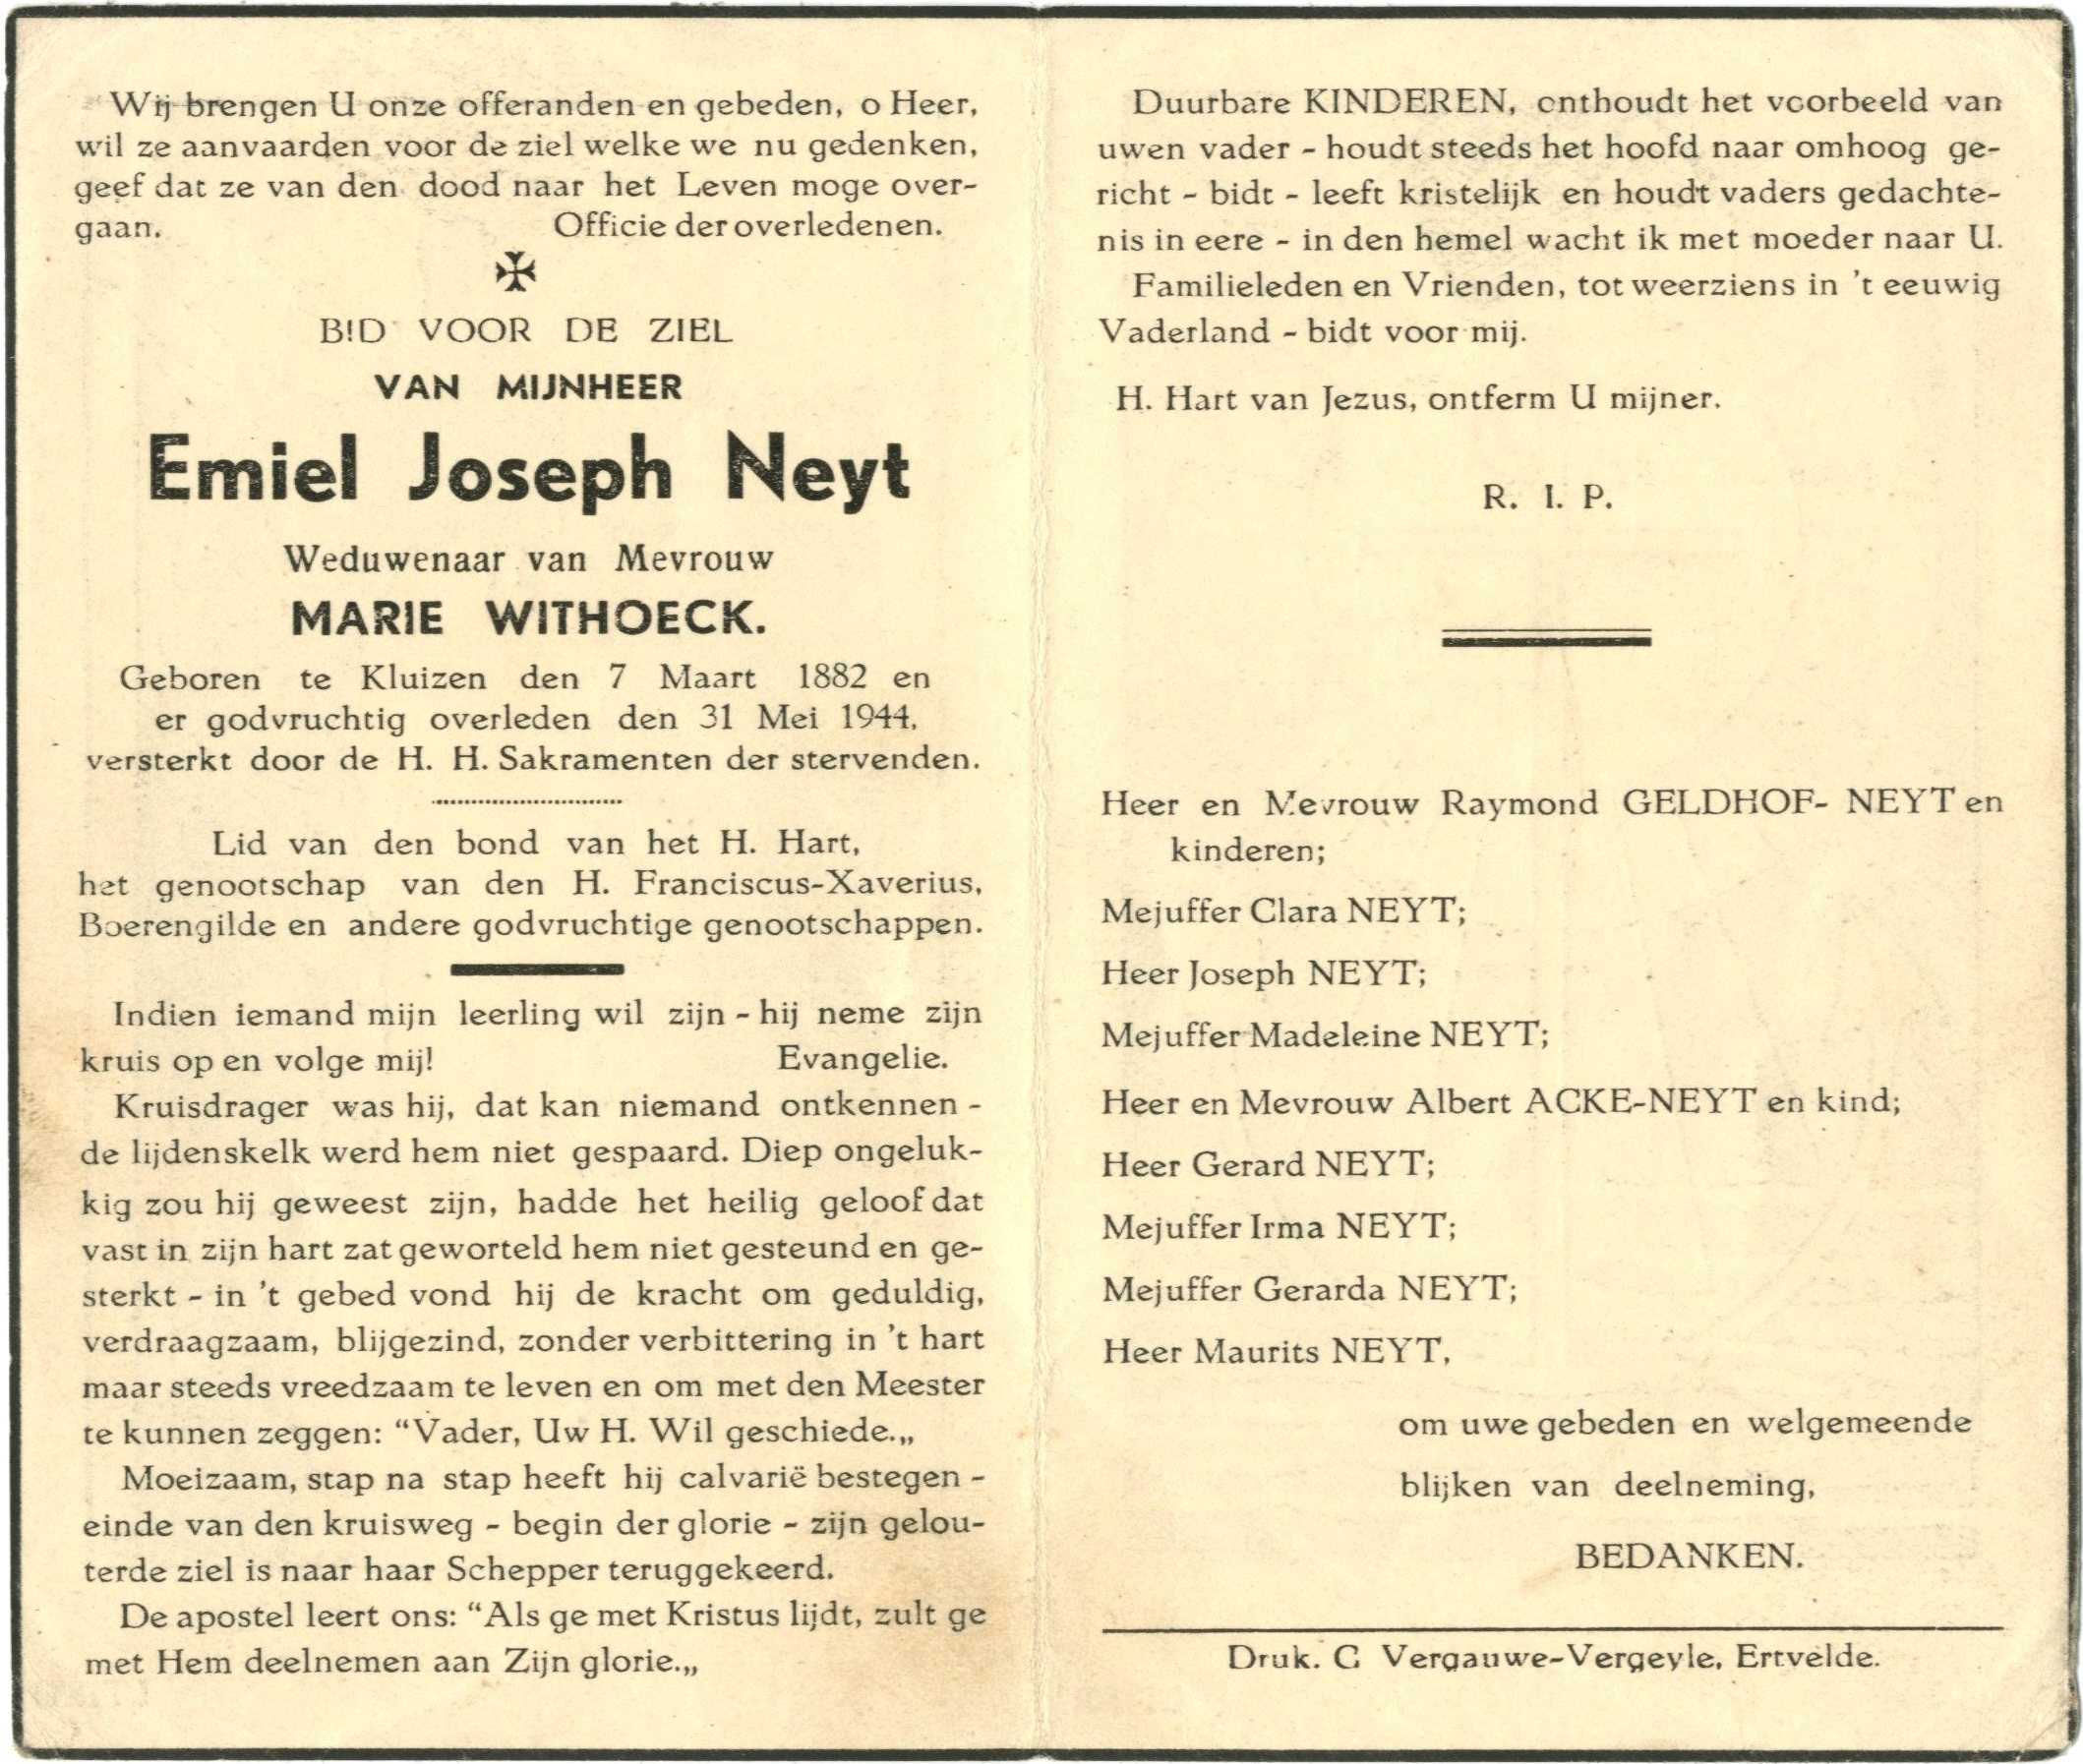 Wij brengen U onze offeranden en gebeden, o Heer,
wil ze aanvaarden voor de ziel welke we nu gedenken,
geef dat ze van den dood naar het Leven moge over-
gaan. Officie der overledenen.
BID VOOR DE ZIEL
VAN MIJNHEER
Emiel Joseph Neyt
Weduwenaar van Mevrouw
MARIE WITHOECK.
Geboren te Kluizen den 7 Maart 1882 en
er godvruchtig overleden den 31 Mei 1944,
versterkt door de H. H. Sakramenten der stervenden.
Lid van den bond van het H. Hart,
het genootschap van den H. Franciscus-Xaverius,
Boerengilde en andere godvruchtige genootschappen.
Indien iemand mijn leerling wil zijn - hij neme zijn
kruis op en volge mij! Evangelie.
Kruisdrager was hij, dat kan niemand ontkennen -
de lijdenskelk werd hem niet gespaard. Diep ongeluk-
kig zou hij geweest zijn, hadde het heilig geloof dat
vast in zijn hart zat geworteld hem niet gesteund en ge-
sterkt - in 't gebed vond hij de kracht om geduldig,
verdraagzaam, blijgezind, zonder verbittering in 't hart
maar steeds vreedzaam te leven en om met den Meester
te kunnen zeggen: “Vader, Uw H. Wil geschiede.„
Moeizaam, stap na stap heeft hij calvarië bestegen -
einde van den kruisweg - begin der glorie - zijn gelou-
terde ziel is naar haar Schepper teruggekeerd.
De apostel leert ons: “Als ge met Kristus lijdt, zult ge
met Hem deelnemen aan Zijn glorie.„
Duurbare KINDEREN, onthoudt het voorbeeld van
uwen vader - houdt steeds het hoofd naar omhoog ge-
richt - bidt - leeft kristelijk en houdt vaders gedachte-
nis in eere - in den hemel wacht ik met moeder naar U.
Familieleden en Vrienden, tot weerziens in 't eeuwig
Vaderland - bidt voor mij.
H. Hart van Jezus, ontferm U mijner.
R. I. P.
Heer en Mevrouw Raymond GELDHOF- NEYT en
kinderen;
Mejuffer Clara NEYT;
Heer Joseph NEYT;
Mejuffer Madeleine NEYT;
Heer en Mevrouw Albert ACKE-NEYT en kind;
Heer Gerard NEYT;
Mejuffer Irma NEYT;
Mejuffer Gerarda NEYT;
Heer Maurits NEYT,
om uwe gebeden en welgemeende
blijken van deelneming,
BEDANKEN.
Druk. C Vergauwe-Vergeyle, Ertvelde.